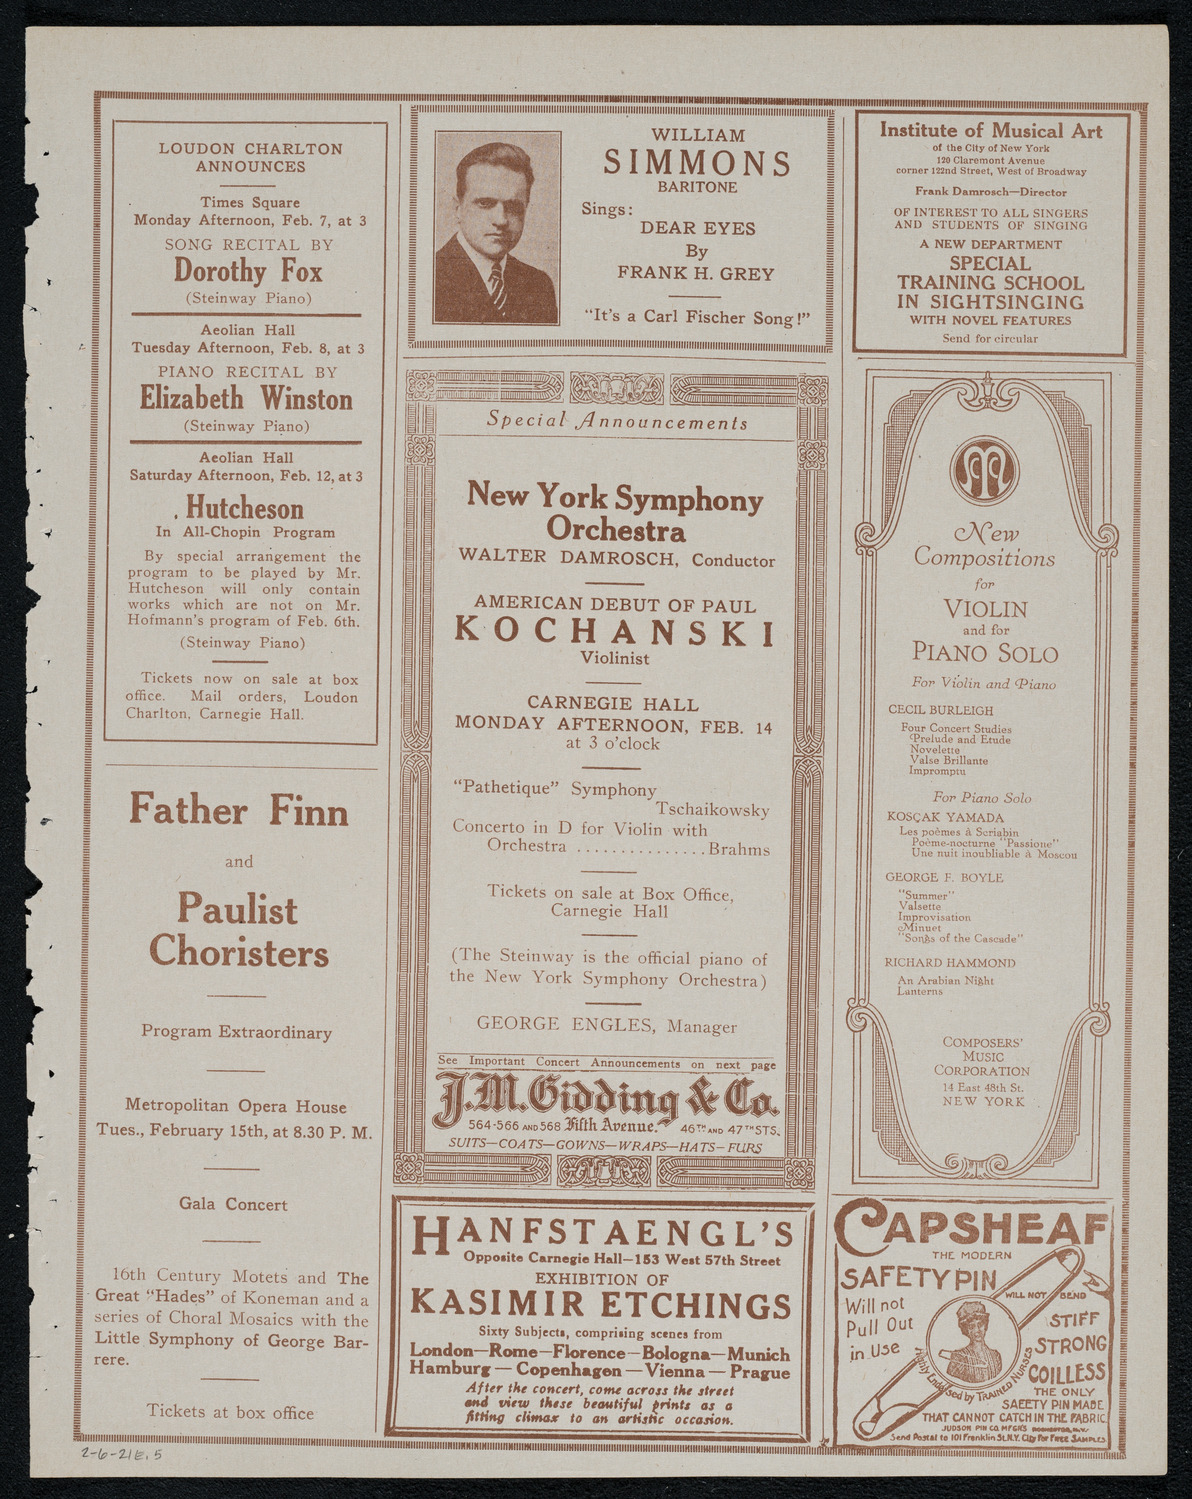 LOUDON CHARLTON
ANNOUNCES
Times Square
Monday Afternoon, Feb. 7, at 3
SONG RECITAL BY
Dorothy Fox
(Steinway Piano)
Aeolian Hall
Tuesday Afternoon, Feb. 8, at 3
PIANO RECITAL BY
Elizabeth Winston
(Steinway Piano)
Aeolian Hall
Saturday Afternoon, Feb. 12, at 3
Hutcheson
In All-Chopin Program
By special arrangement the
program to be played by Mr.
Hutcheson will only contain
works which are not on Mr.
Hofmann's program of Feb. 6th.
(Steinway Piano)
Tickets now on sale at box
office. Mail orders, Loudon
Charlton, Carnegie Hall.
Father Finn
and
Paulist
Choristers
Program Extraordinary
Metropolitan Opera House
Tues., February 15th, at 8.30 P. M.
Gala Concert
16th Century Motets and The
Great "Hades" of Koneman and a
series of Choral Mosaics with the
Little Symphony of George Bar-
rere.
Tickets at box office
WILLIAM
SIMMONS
BARITONE
Sings:
DEAR EYES
By
FRANK H. GREY
"It's a Carl Fischer Song!"
Special Announcements
New York Symphony
Orchestra
WALTER DAMROSCH, Conductor
AMERICAN DEBUT OF PAUL
KOCHANSKI
Violinist
CARNEGIE HALL
MONDAY AFTERNOON, FEB. 14
at 3 o'clock
"Pathetique" Symphony
Tschaikowsky
Concerto in D for Violin with
Orchestra ...............Brahms
Tickets on sale at Box Office,
Carnegie Hall
(The Steinway is the official piano of
the New York Symphony Orchestra)
GEORGE ENGLES, Manager
See Important Concert Announcements on next page
J.M. Gidding & Co.
564-566 AND 568 Fifth Avenue. 46TH AND 47TH STS.
SUITS—COATS—GOWNS—WRAPS—HATS—FURS
HANFSTAENGL'S
Opposite Carnegie Hall—153 West 57th Street
EXHIBITION OF
KASIMIR ETCHINGS
Sixty Subjects, comprising scenes from
London—Rome—Florence—Bologna—Munich
Hamburg—Copenhagen—Vienna—Prague
After the concert, come across the street
and view these beautiful prints as a
fitting climax to an artistic occasion.
Institute of Musical Art
of the City of New York
120 Claremont Avenue
corner 122nd Street, West of Broadway
Frank Damrosch—Director
OF INTEREST TO ALL SINGERS
AND STUDENTS OF SINGING
A NEW DEPARTMENT
SPECIAL
TRAINING SCHOOL
IN SIGHTSINGING
WITH NOVEL FEATURES
Send for circular
CMC
New
Compositions
for
VIOLIN
and for
PIANO SOLO
For Violin and Piano
CECIL BURLEIGH
Four Concert Studies
Prelude and Etude
Novelette
Valse Brillante
Impromptu
For Piano Solo
KOSÇAK YAMADA
Les poèmes à Scriabin
Poème-nocturne "Passione"
Une nuit inoubliable à Moscou
GEORGE F. BOYLE
"Summer"
Valsette
Improvisation
Minuet
"Songs of the Cascade"
RICHARD HAMMOND
An Arabian Night
Lanterns
COMPOSERS'
MUSIC
CORPORATION
14 East 48th St.
NEW YORK
CAPSHEAF
THE MODERN
SAFETY PIN
WILL NOT BEND
Will not
Pull Out
in Use
STIFF
STRONG
COILLESS
Highly Endorsed by TRAINED NURSES
THE ONLY
SAFETY PIN MADE
THAT CANNOT CATCH IN THE FABRIC
JUDSON PIN CO. MFGR'S ROCHESTER, N.Y.
Send Postal to 101 Franklin St. N.Y. City For FREE SAMPLES
2-6-21E, 5